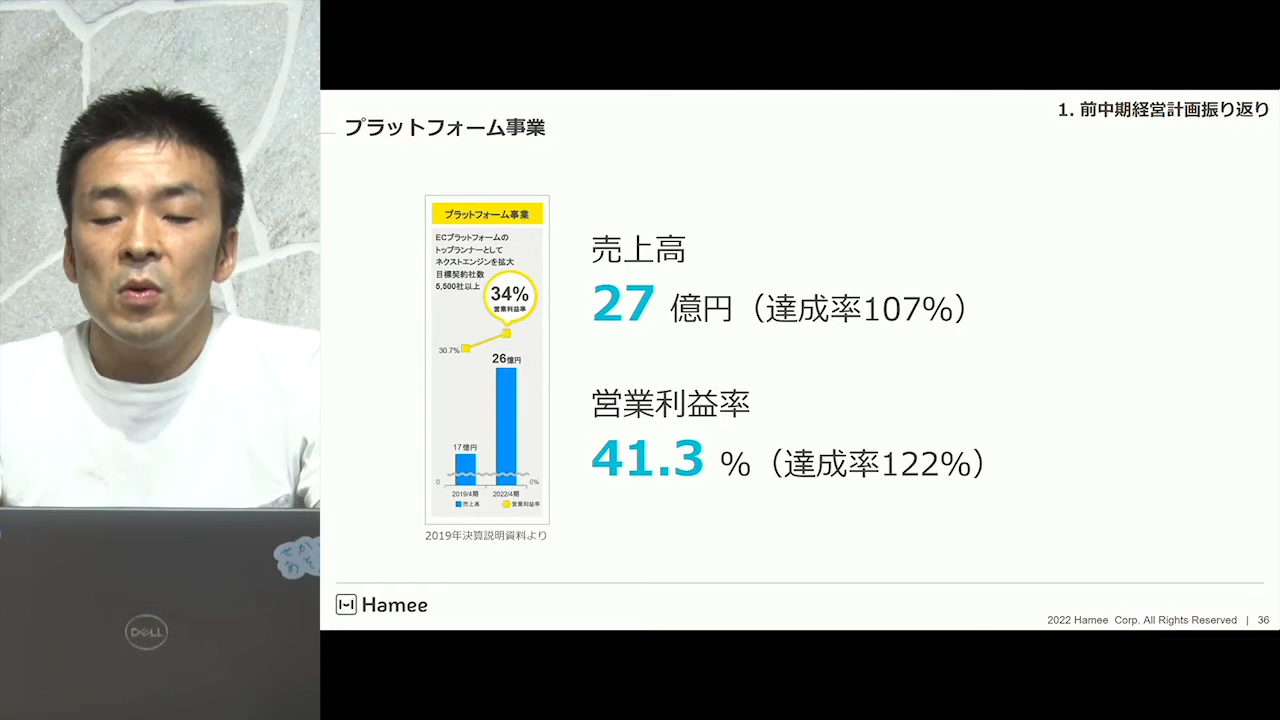 1. 前中期経営計画振り返り
プラットフォーム事業
プラットフォーム事業
ECプラットフォームの
トップランナーとして
ネクストエンジンを拡大
目標契約社数
5,500社以上
34%
営業利益率
30.7%
26億円
17億円
0
0%
2019/4期
2022/4期
売上高
営業利益率
2019年決算説明資料より
売上高
27 億円（達成率107%）
営業利益率
41.3 %（達成率122%）
Hamee
2022 Hamee Corp. All Rights Reserved | 36
DELL